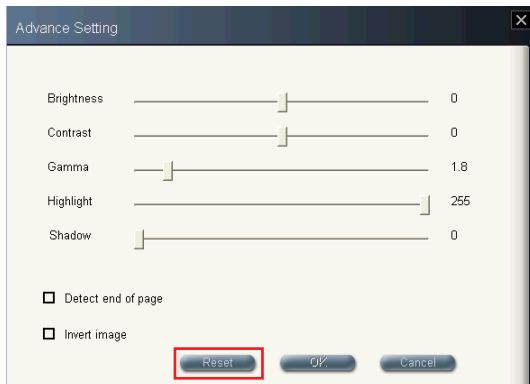 Advance Setting
Brightness 0
Contrast 0
Gamma 1.8
Highlight 255
Shadow 0
Detect end of page
Invert image
Reset OK Cancel